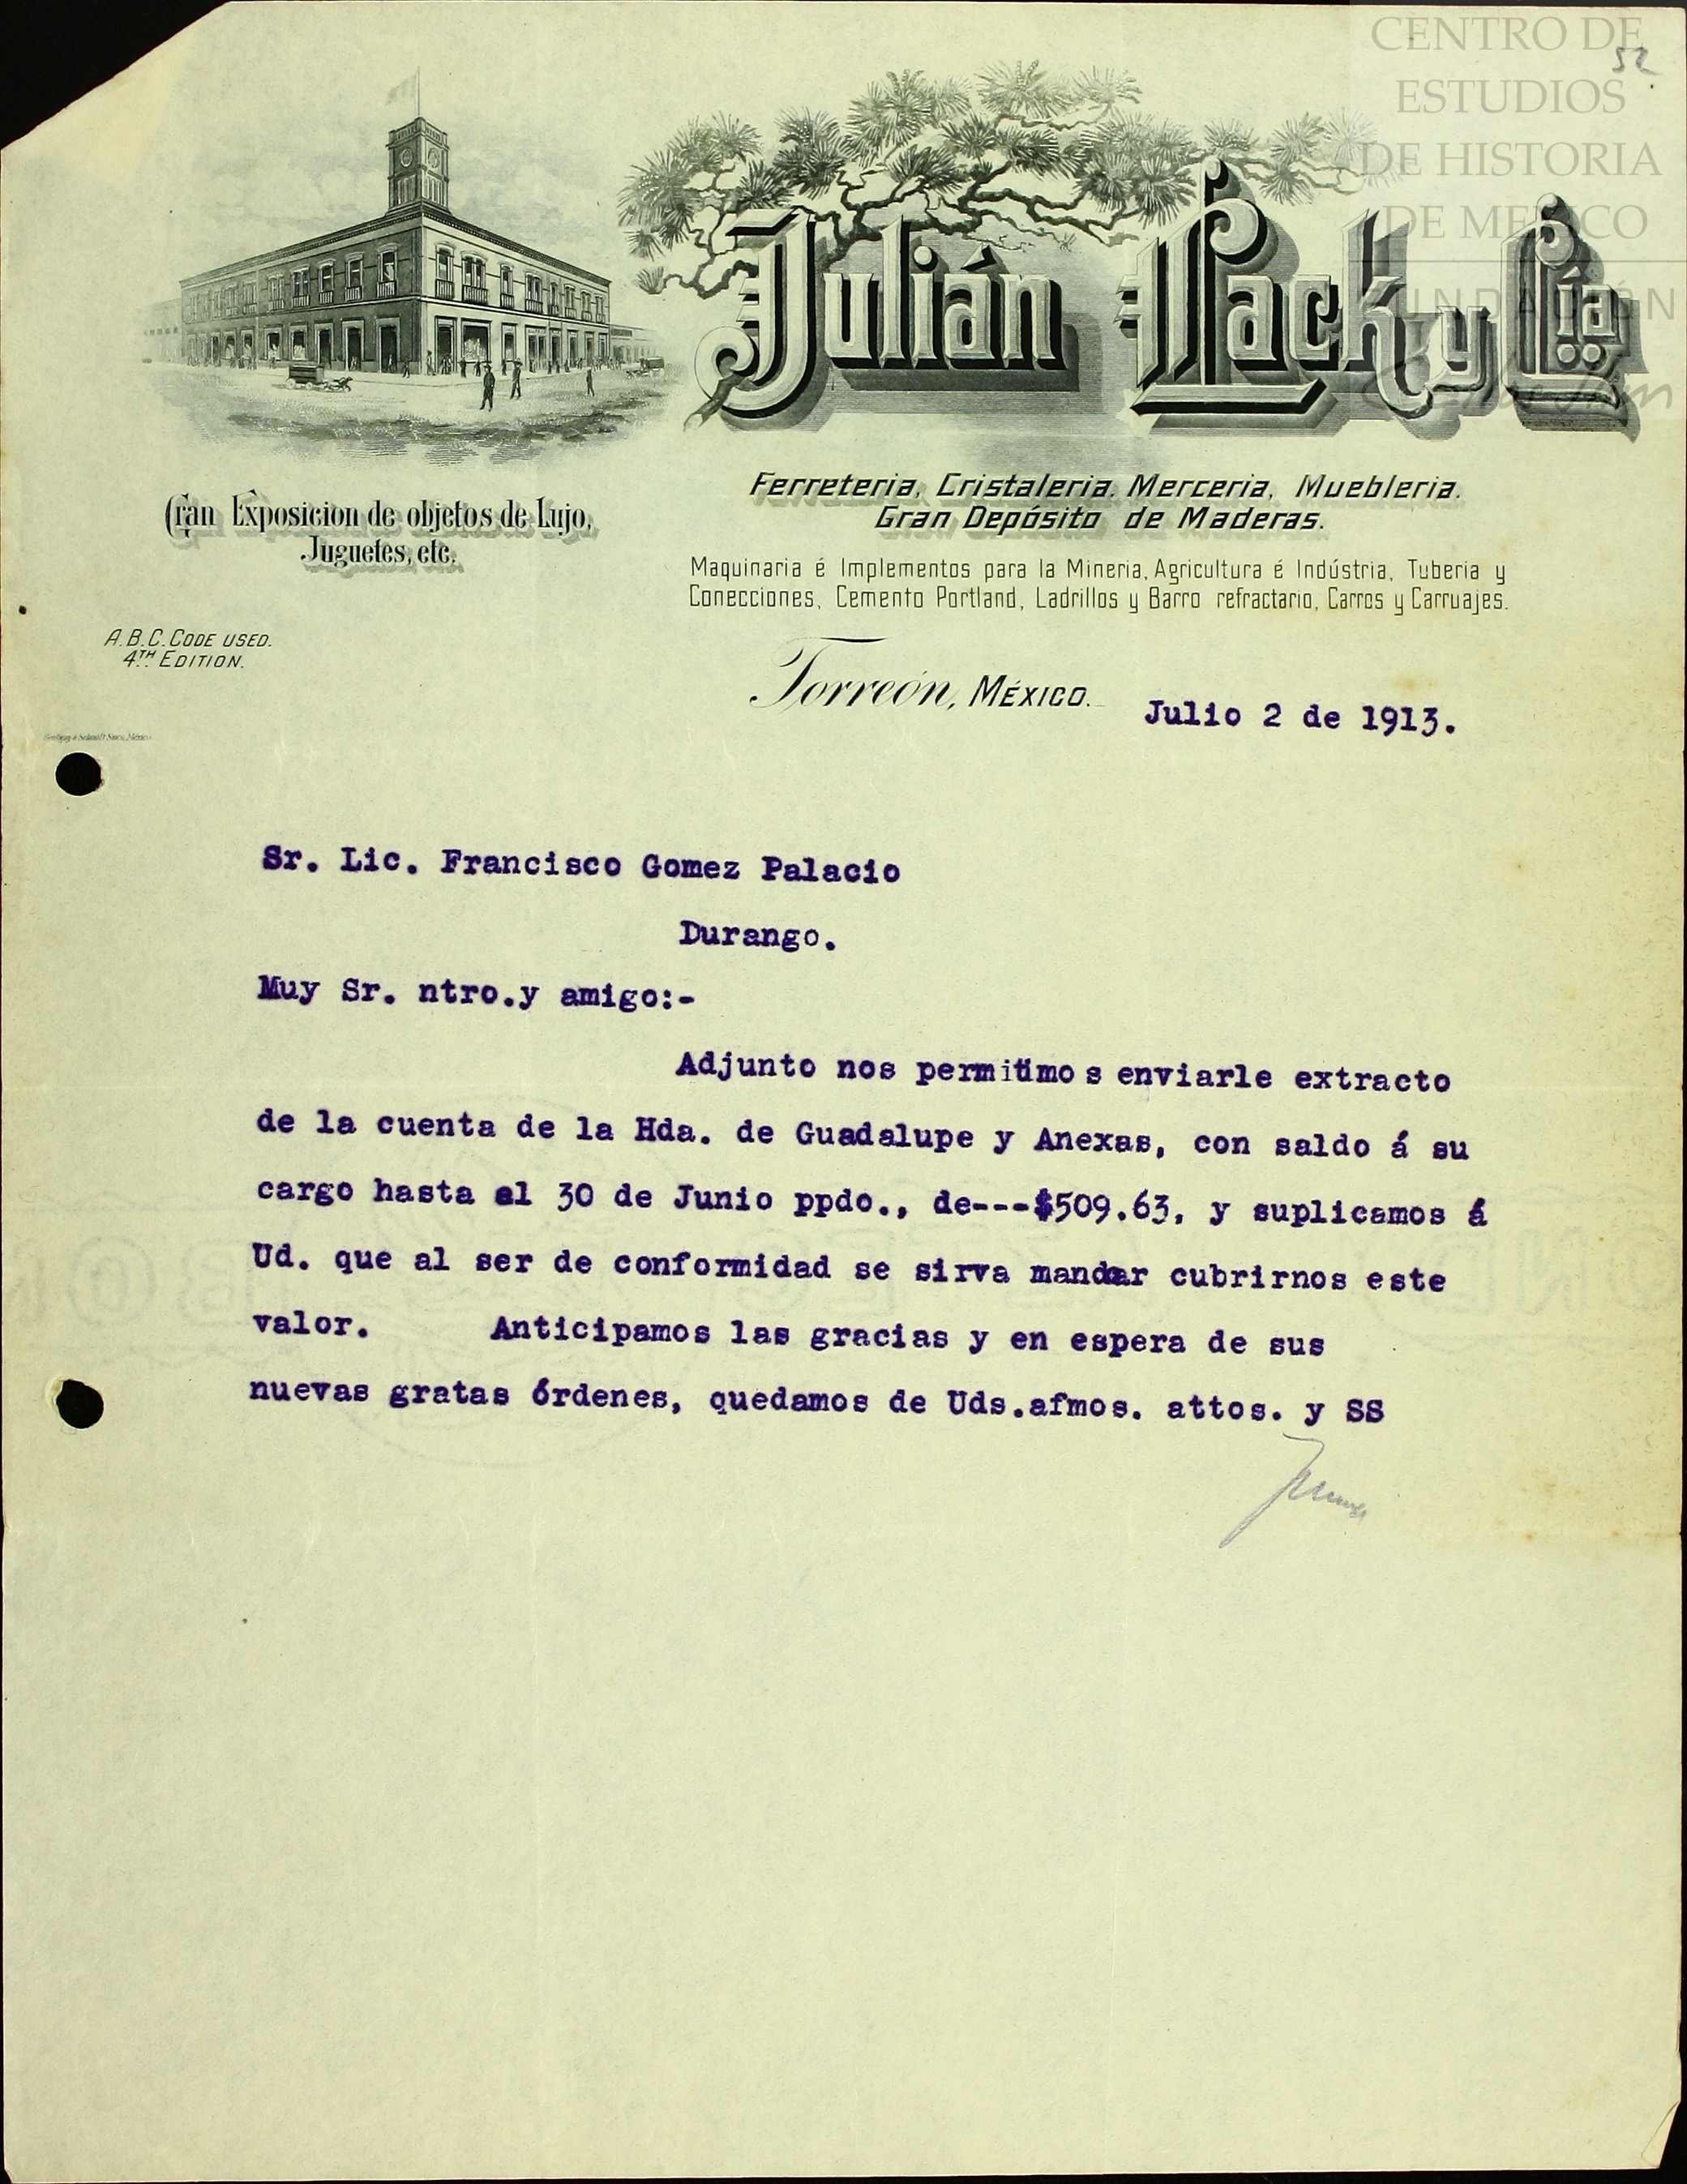 CENTRO DE
ESTUDIOS
DE HISTORIA
DE MEXICO
FUNDACIÓN
52
Julián Lack y Cía
Gran Exposicion de objetos de Lujo,
Juguetes, etc.
Ferreteria, Cristaleria, Merceria, Muebleria.
Gran Depósito de Maderas.
Maquinaria é Implementos para la Mineria, Agricultura é Indústria, Tuberia y
Conecciones, Cemento Portland, Ladrillos y Barro refractario, Carros y Carruajes.
A.B.C. CODE USED.
4TH EDITION.
Torreón, MÉXICO. Julio 2 de 1913.
Sr. Lic. Francisco Gomez Palacio
Durango.
Muy Sr. ntro.y amigo:-
Adjunto nos permitimos enviarle extracto
de la cuenta de la Hda. de Guadalupe y Anexas, con saldo á su
cargo hasta el 30 de Junio ppdo., de---$509.63, y suplicamos á
Ud. que al ser de conformidad se sirva mandar cubrirnos este
valor. Anticipamos las gracias y en espera de sus
nuevas gratas órdenes, quedamos de Uds.afmos. attos. y SS